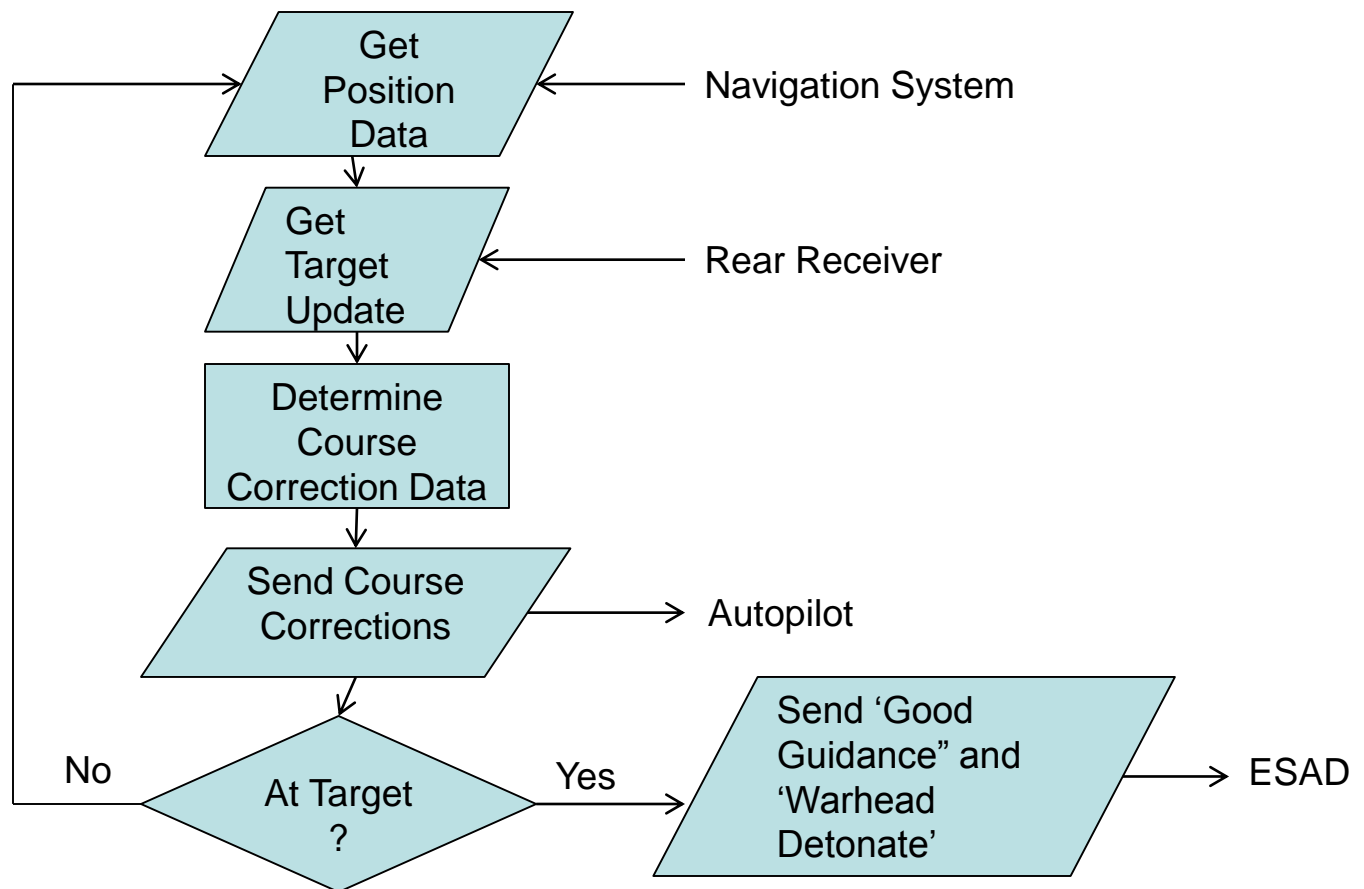 Get
Position
Data
Navigation System
Get
Target
Update
Rear Receiver
Determine
Course
Correction Data
Send Course
Corrections
Autopilot
No
At Target
?
Yes
Send ‘Good
Guidance” and
‘Warhead
Detonate’
ESAD